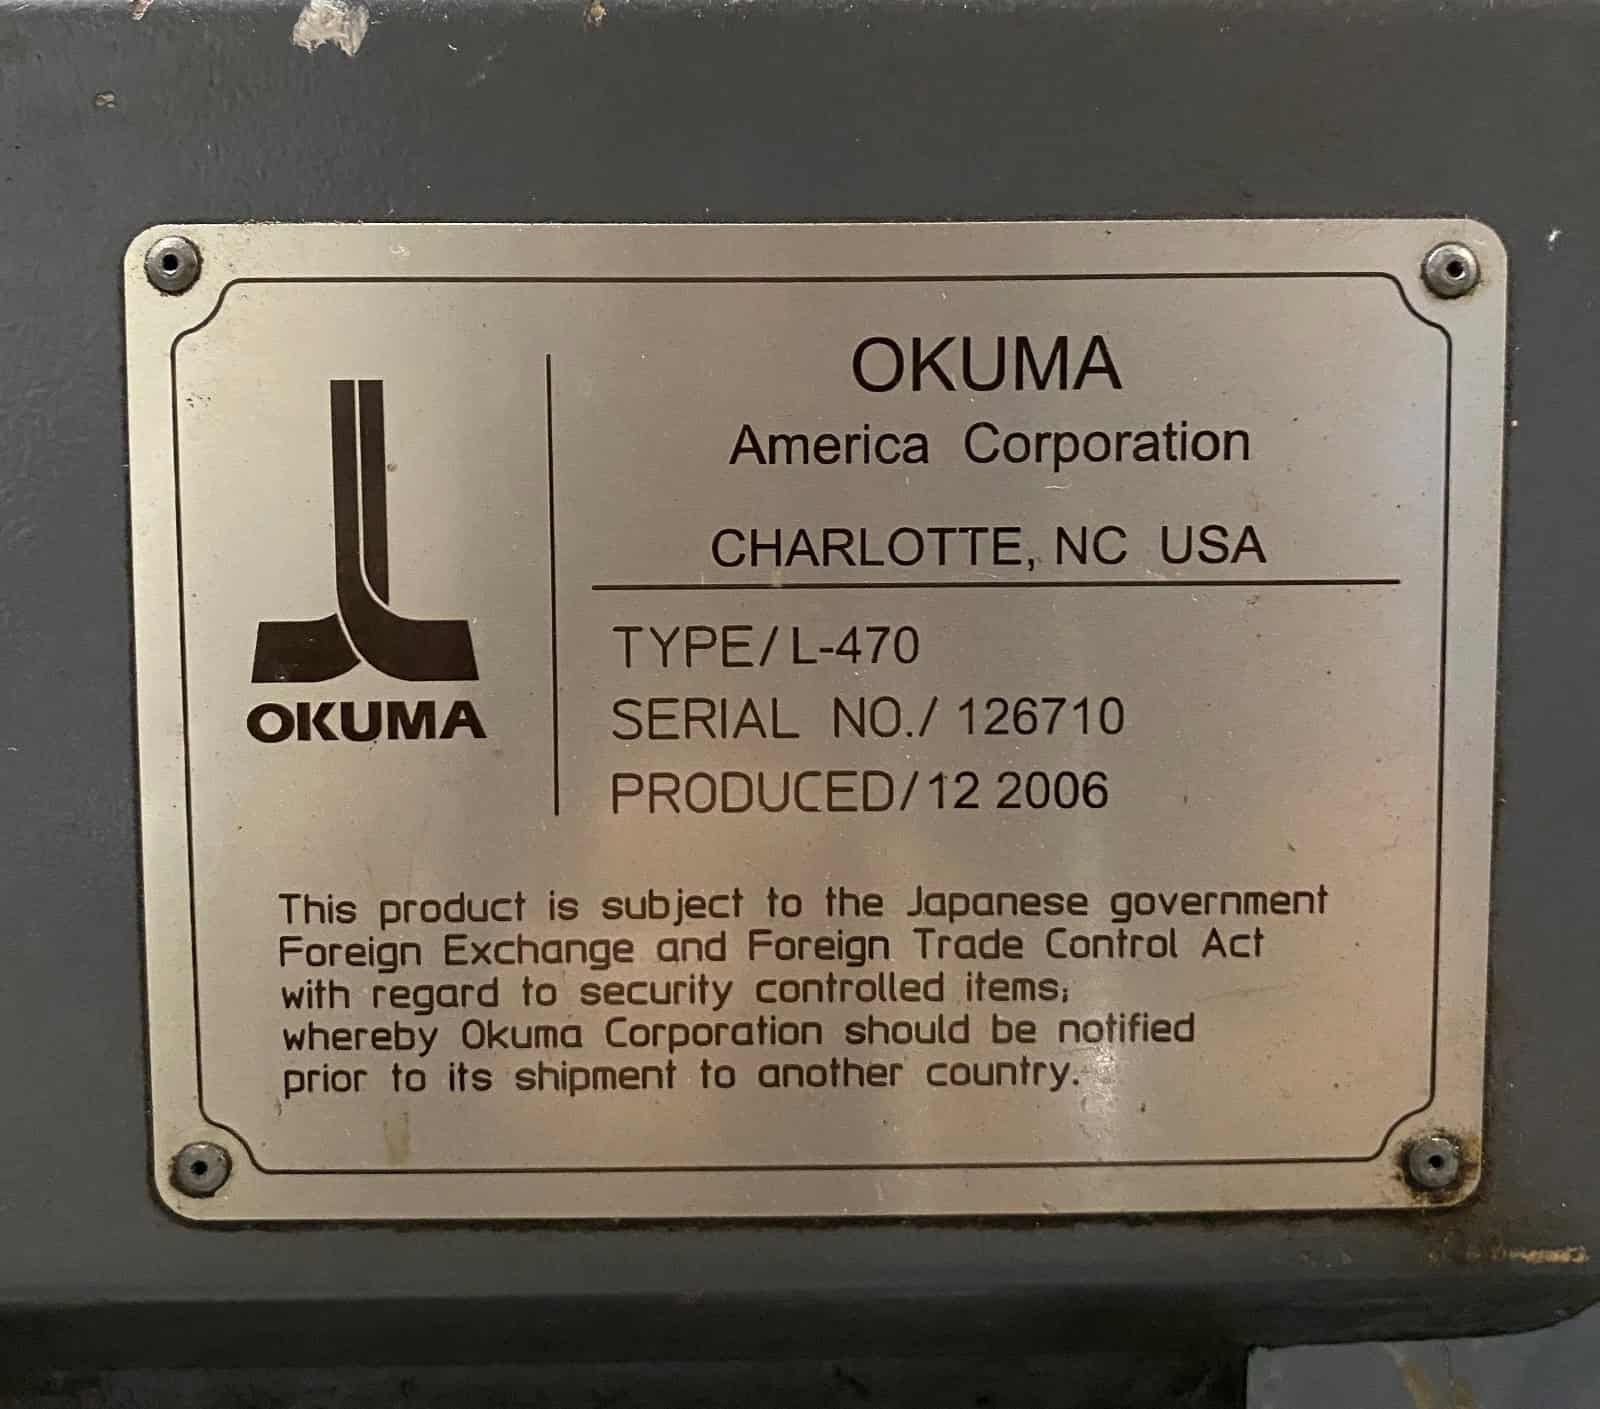 OKUMA
OKUMA
America Corporation
CHARLOTTE, NC USA
TYPE/L-470
SERIAL NO./126710
PRODUCED/12 2006
This product is subject to the Japanese government
Foreign Exchange and Foreign Trade Control Act
with regard to security controlled items;
whereby Okuma Corporation should be notified
prior to its shipment to another country.